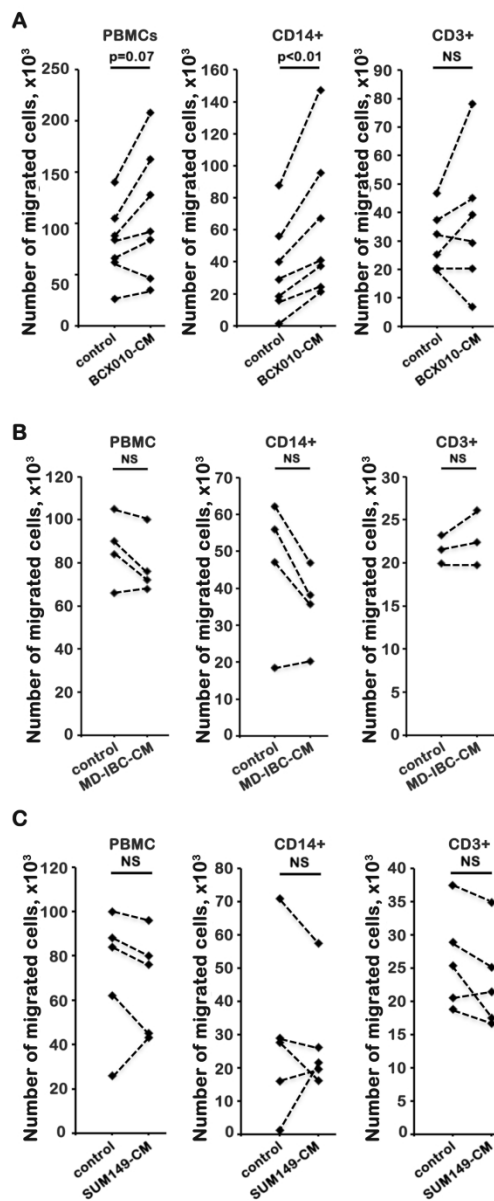 A
PBMCs
p=0.07
Number of migrated cells, x10³
250
200
150
100
50
0
control
BCX010-CM
CD14+
p<0.01
Number of migrated cells, x10³
160
140
120
100
80
60
40
20
0
control
BCX010-CM
CD3+
NS
Number of migrated cells, x10³
90
80
70
60
50
40
30
20
10
0
control
BCX010-CM
B
PBMC
NS
Number of migrated cells, x10³
120
100
80
60
40
20
0
control
MD-IBC-CM
CD14+
NS
Number of migrated cells, x10³
70
60
50
40
30
20
10
0
control
MD-IBC-CM
CD3+
NS
Number of migrated cells, x10³
30
25
20
15
10
5
0
control
MD-IBC-CM
C
PBMC
NS
Number of migrated cells, x10³
120
100
80
60
40
20
0
control
SUM149-CM
CD14+
NS
Number of migrated cells, x10³
80
70
60
50
40
30
20
10
0
control
SUM149-CM
CD3+
NS
Number of migrated cells, x10³
40
35
30
25
20
15
10
5
0
control
SUM149-CM